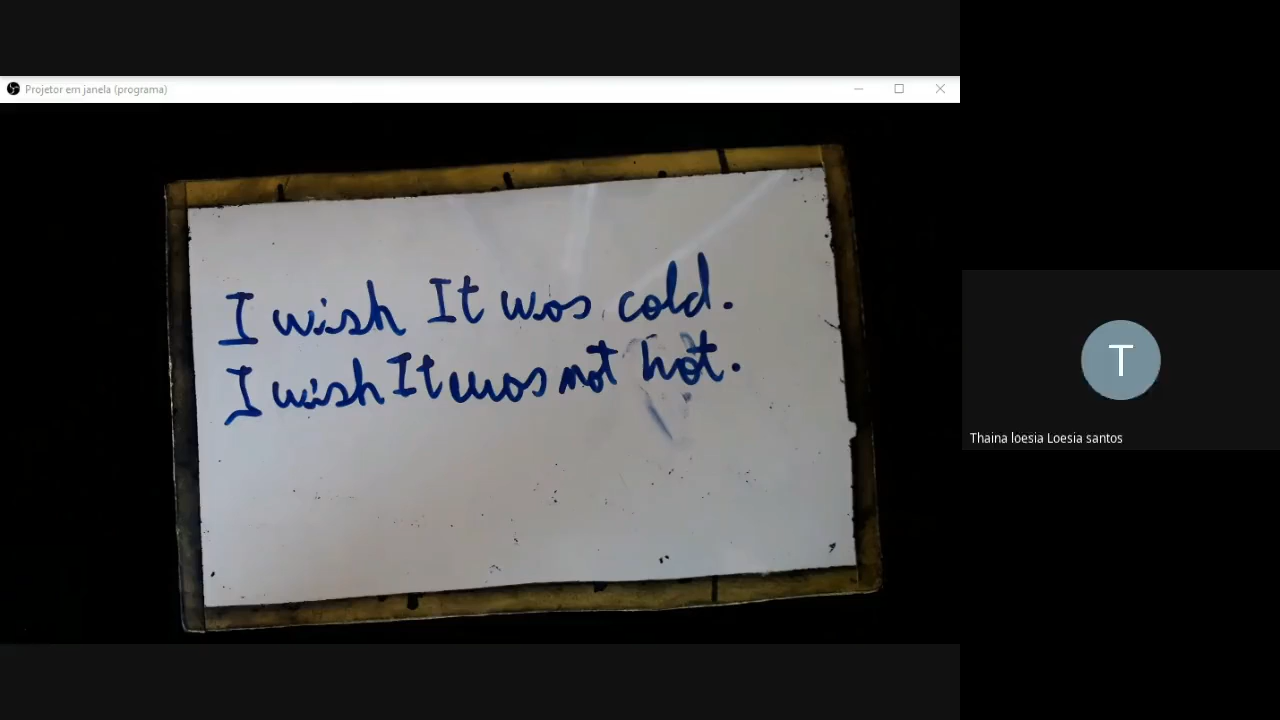 Projetor em janela (programa)
I wish It was cold.
I wish It was not hot.
T
Thaina loesia Loesia santos